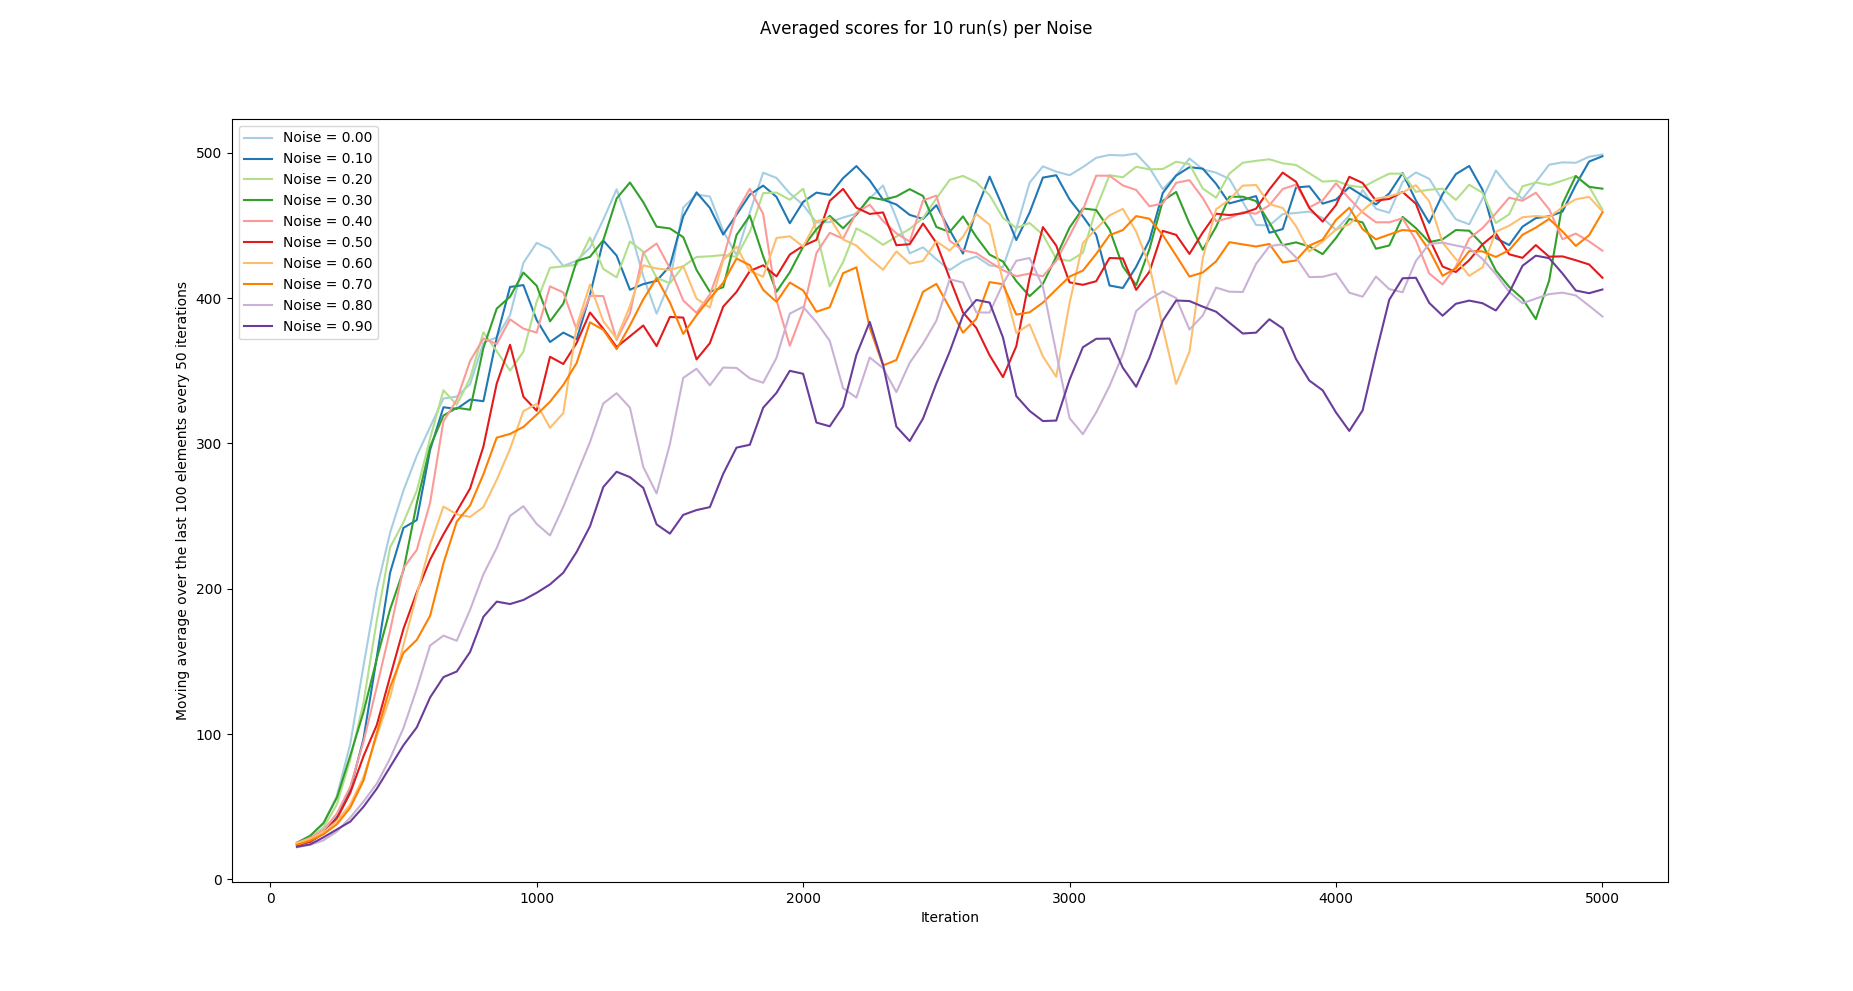 Averaged scores for 10 run(s) per Noise
Noise = 0.00
Noise = 0.10
Noise = 0.20
Noise = 0.30
Noise = 0.40
Noise = 0.50
Noise = 0.60
Noise = 0.70
Noise = 0.80
Noise = 0.90
Moving average over the last 100 elements every 50 iterations
500
400
300
200
100
0
0 1000 2000 3000 4000 5000
Iteration